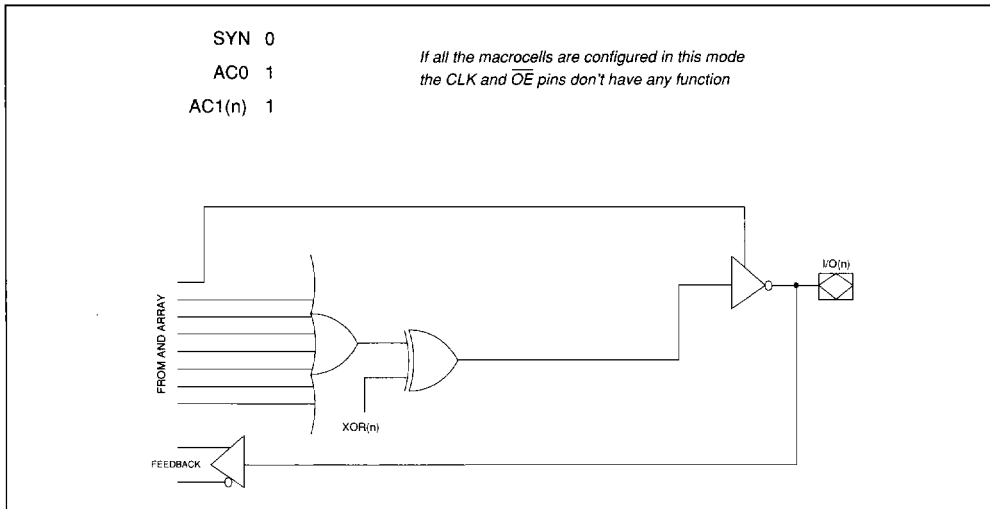 SYN 0
AC0 1
AC1(n) 1
If all the macrocells are configured in this mode
the CLK and O̅E̅ pins don't have any function
I/O(n)
FROM AND ARRAY
XOR(n)
FEEDBACK